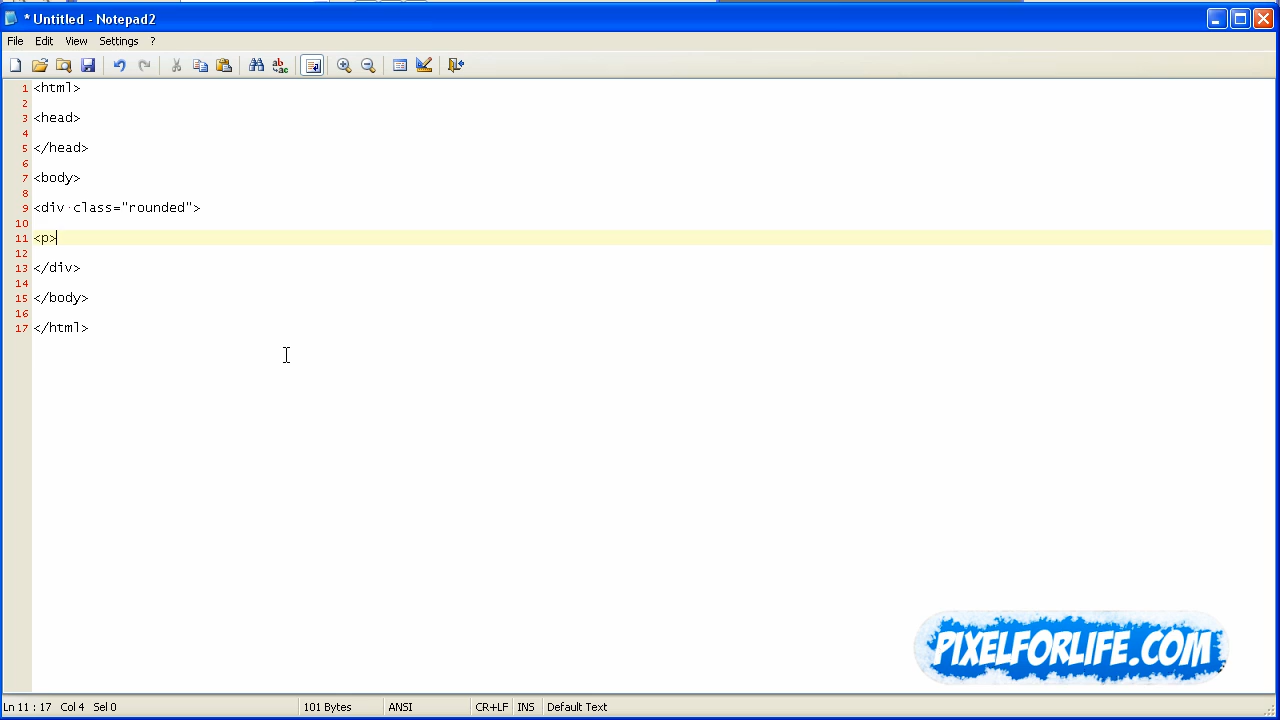 * Untitled - Notepad2
File Edit View Settings ?
1 <html>
2
3 <head>
4
5 </head>
6
7 <body>
8
9 <div class="rounded">
10
11 <p>
12
13 </div>
14
15 </body>
16
17 </html>
PIXELFORLIFE.COM
Ln 11 : 17 Col 4 Sel 0 101 Bytes ANSI CR+LF INS Default Text